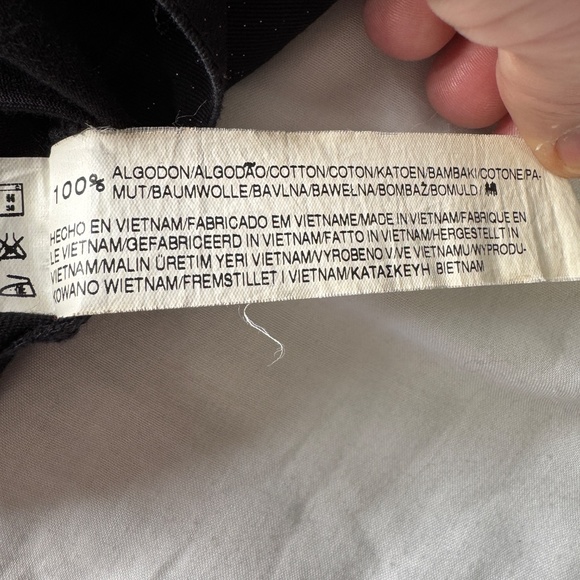 100% ALGODON/ALGODÃO/COTTON/COTON/KATOEN/BAMBAKI/COTONE/PA-
MUT/BAUMWOLLE/BAVLNA/BAWEŁNA/BOMBAŽ/BOMULD/
HECHO EN VIETNAM/FABRICADO EM VIETNAME/MADE IN VIETNAM/FABRIQUE EN
LE VIETNAM/GEFABRICEERD IN VIETNAM/FATTO IN VIETNAM/HERGESTELLT IN
VIETNAM/MALIN ÜRETIM YERI VIETNAM/VYROBENO V/VE VIETNAMU/WYPRODU-
KOWANO WIETNAM/FREMSTILLET I VIETNAM/ΚΑΤΑΣΚΕΥΗ ΒΙΕΤΝΑΜ